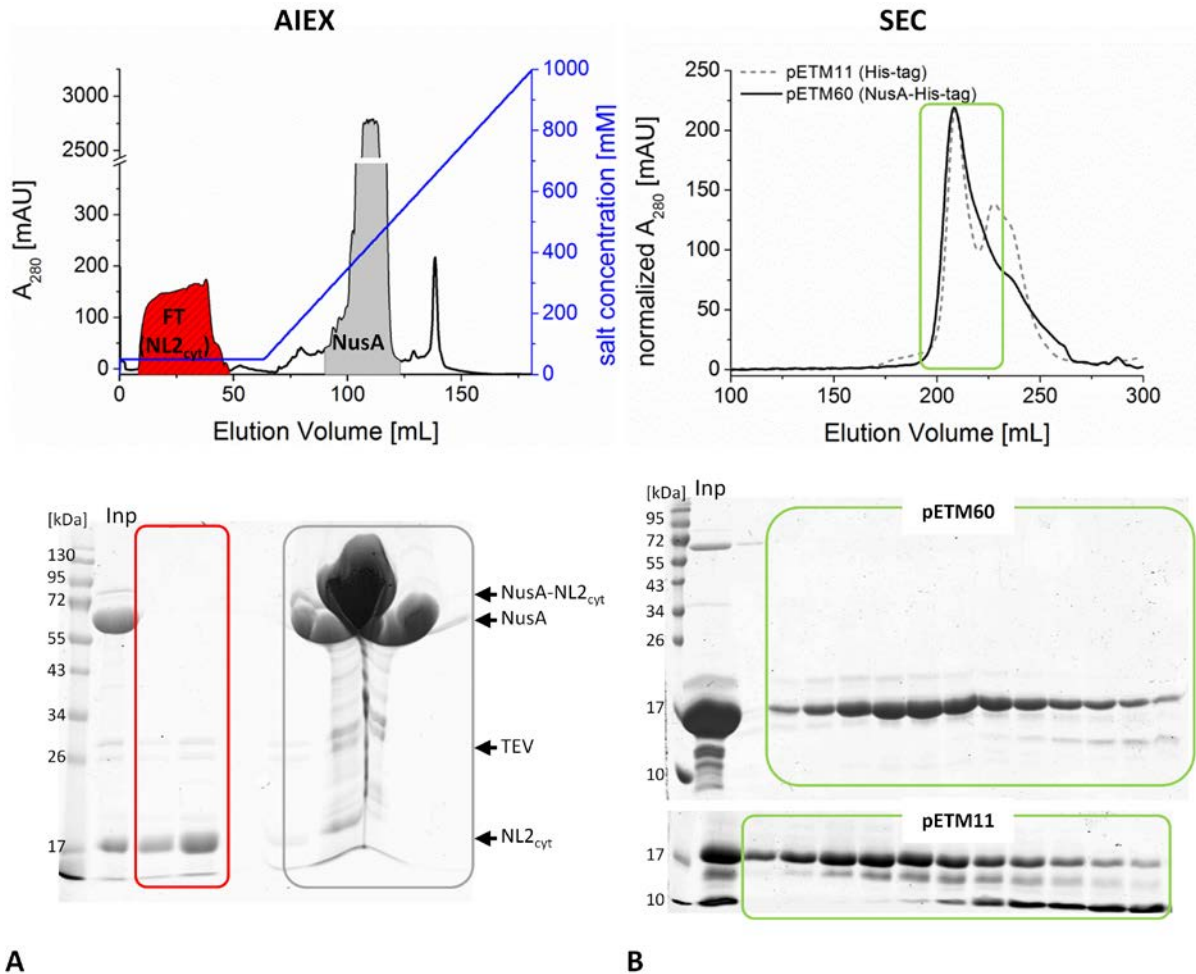 AIEX
3000
2500
300
200
100
0
A280 [mAU]
FT
(NL2cyt)
NusA
1000
800
600
400
200
0
salt concentration [mM]
0 50 100 150
Elution Volume [mL]
SEC
250
200
150
100
50
0
normalized A280 [mAU]
pETM11 (His-tag)
pETM60 (NusA-His-tag)
100 150 200 250 300
Elution Volume [mL]
[kDa] Inp
130
95
72
55
43
34
26
17
NusA-NL2cyt
NusA
TEV
NL2cyt
[kDa] Inp
pETM60
95
72
55
43
34
26
17
10
pETM11
17
10
A
B